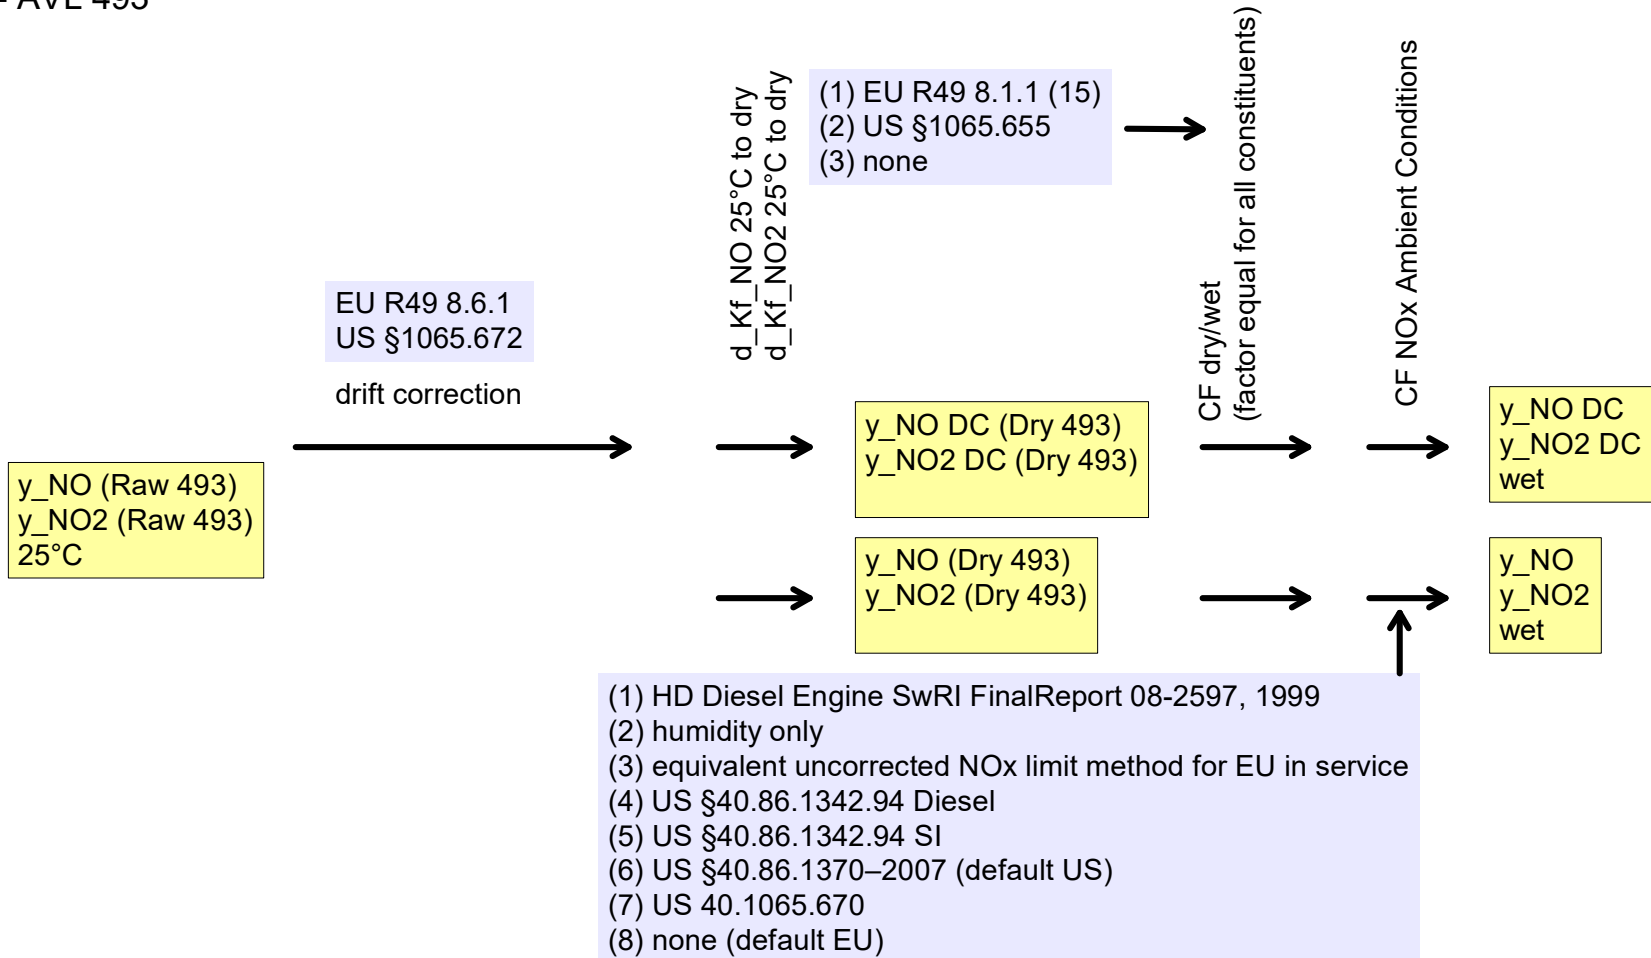 - AVL 493
d_Kf_NO 25°C to dry
d_Kf_NO2 25°C to dry
(1) EU R49 8.1.1 (15)
(2) US §1065.655
(3) none
CF dry/wet
(factor equal for all constituents)
CF NOx Ambient Conditions
EU R49 8.6.1
US §1065.672
drift correction
y_NO (Raw 493)
y_NO2 (Raw 493)
25°C
y_NO DC (Dry 493)
y_NO2 DC (Dry 493)
y_NO DC
y_NO2 DC
wet
y_NO (Dry 493)
y_NO2 (Dry 493)
y_NO
y_NO2
wet
(1) HD Diesel Engine SwRI FinalReport 08-2597, 1999
(2) humidity only
(3) equivalent uncorrected NOx limit method for EU in service
(4) US §40.86.1342.94 Diesel
(5) US §40.86.1342.94 SI
(6) US §40.86.1370–2007 (default US)
(7) US 40.1065.670
(8) none (default EU)